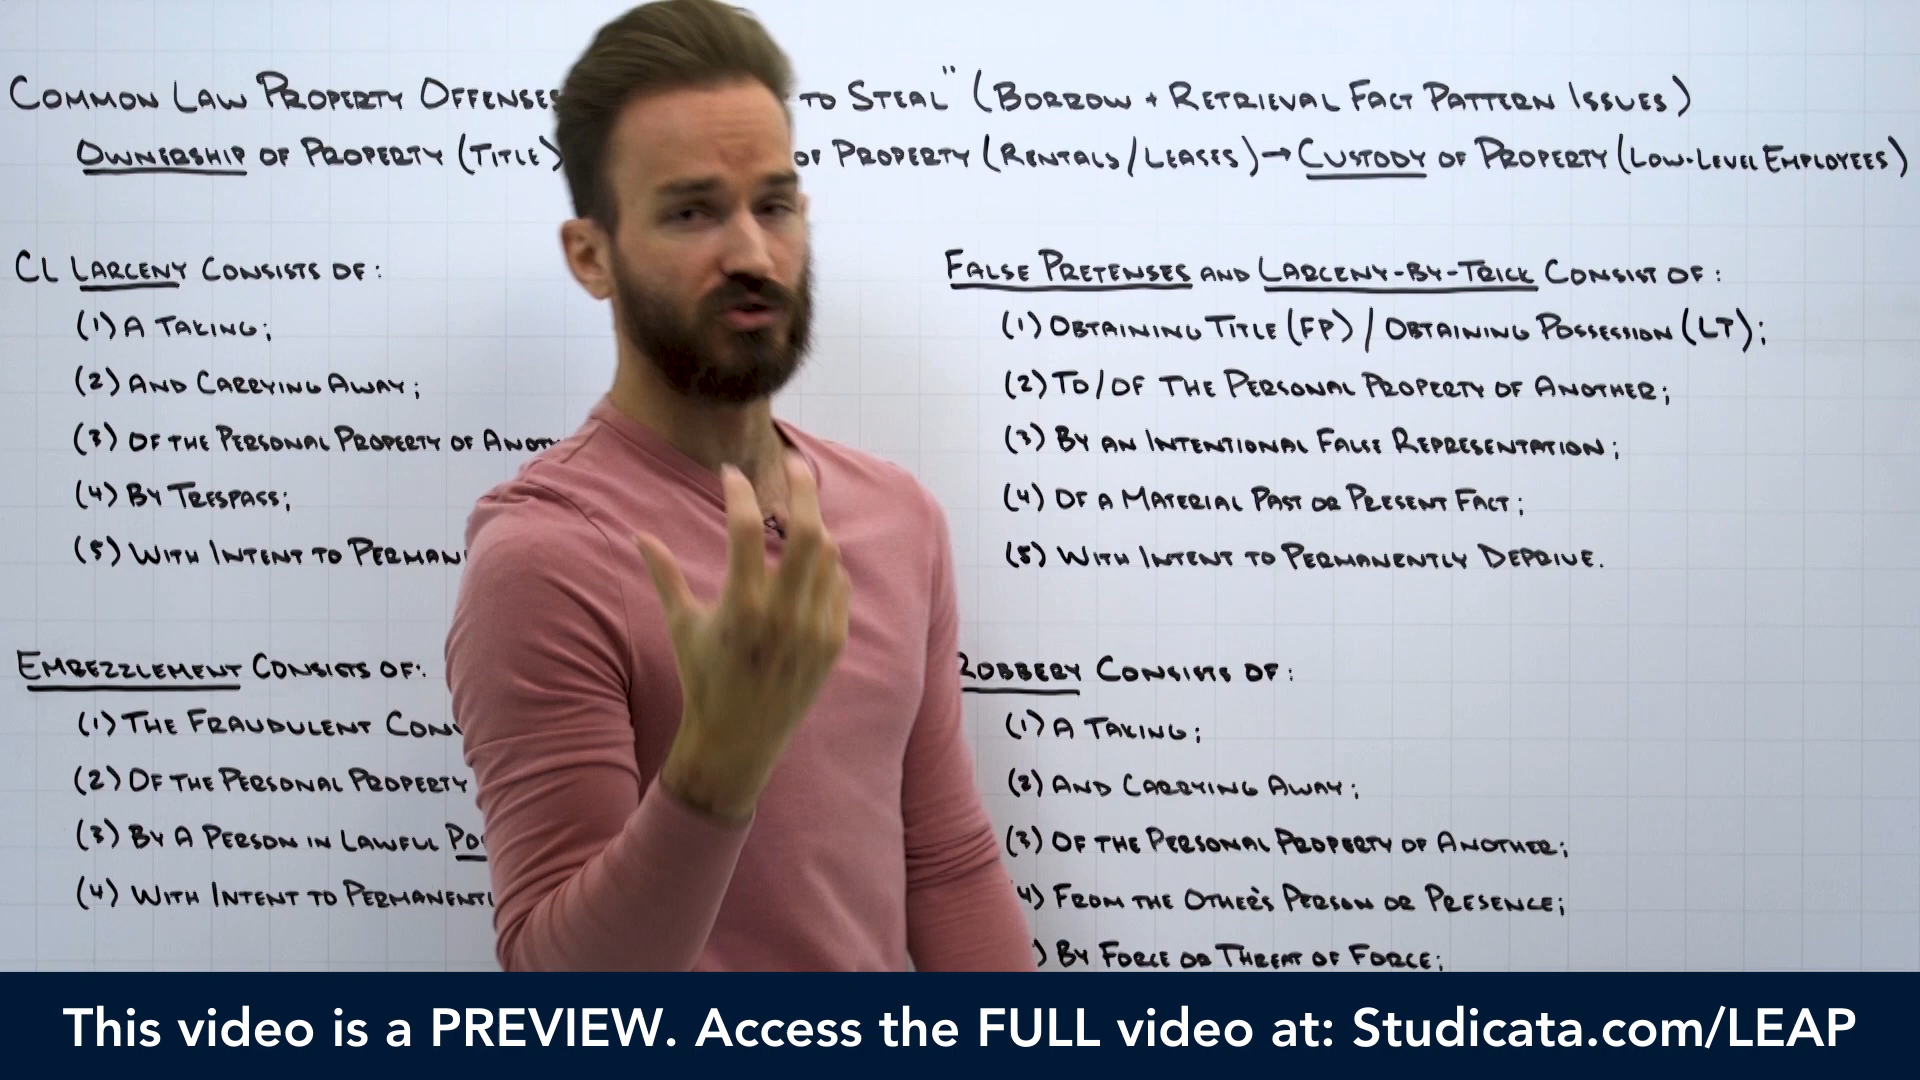 COMMON LAW PROPERTY OFFENSES TO STEAL" (BORROW + RETRIEVAL FACT PATTERN ISSUES)
OWNERSHIP OF PROPERTY (TITLE) OF PROPERTY (RENTALS/LEASES) → CUSTODY OF PROPERTY (LOW-LEVEL EMPLOYEES)
CL LARCENY CONSISTS OF:
(1) A TAKING;
(2) AND CARRYING AWAY;
(3) OF THE PERSONAL PROPERTY OF
(4) BY TRESPASS;
(5) WITH INTENT TO
EMBEZZLEMENT CONSISTS OF:
(1) THE FRAUDULENT
(2) OF THE PERSONAL PROPERTY
(3) BY A PERSON IN LAWFUL
(4) WITH INTENT TO
FALSE PRETENSES AND LARCENY-BY-TRICK CONSIST OF:
(1) OBTAINING TITLE (FP) / OBTAINING POSSESSION (LT);
(2) TO/OF THE PERSONAL PROPERTY OF ANOTHER;
(3) BY AN INTENTIONAL FALSE REPRESENTATION;
(4) OF A MATERIAL PAST OR PRESENT FACT;
(5) WITH INTENT TO PERMANENTLY DEPRIVE.
ROBBERY CONSISTS OF:
(1) A TAKING;
(2) AND CARRYING AWAY;
(3) OF THE PERSONAL PROPERTY OF ANOTHER;
4) FROM THE OTHER'S PERSON OR PRESENCE;
) BY FORCE OR THREAT OF FORCE;
This video is a PREVIEW. Access the FULL video at: Studicata.com/LEAP